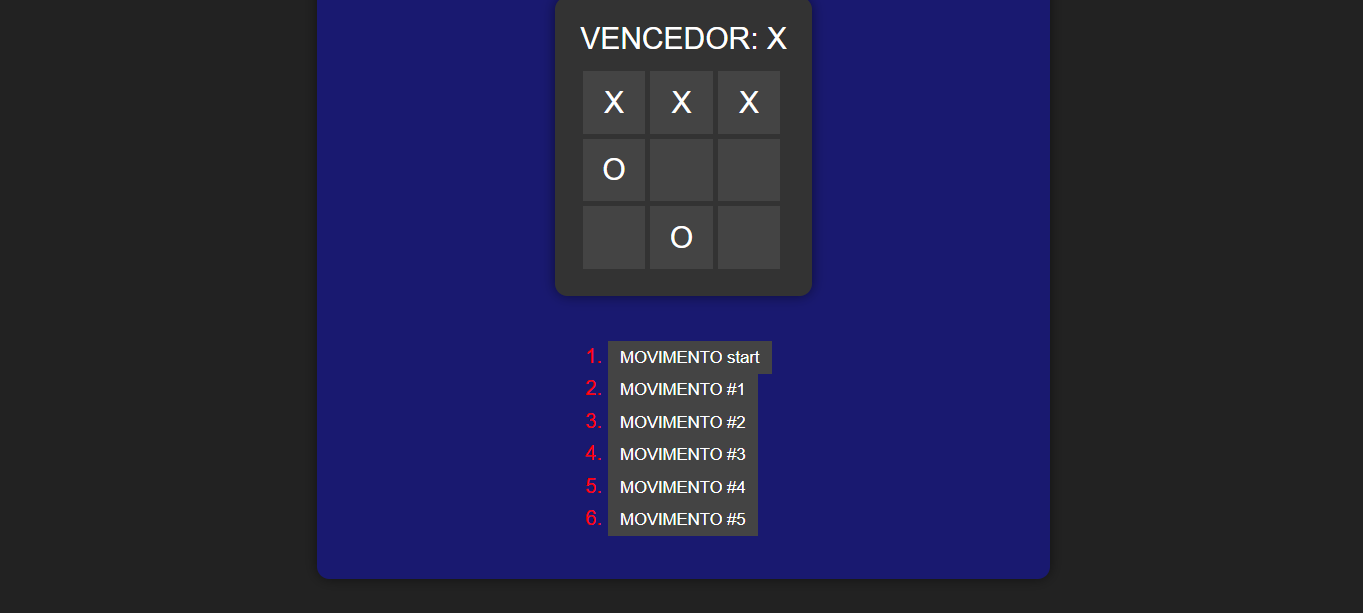 VENCEDOR: X
X X X
O
O
1. MOVIMENTO start
2. MOVIMENTO #1
3. MOVIMENTO #2
4. MOVIMENTO #3
5. MOVIMENTO #4
6. MOVIMENTO #5